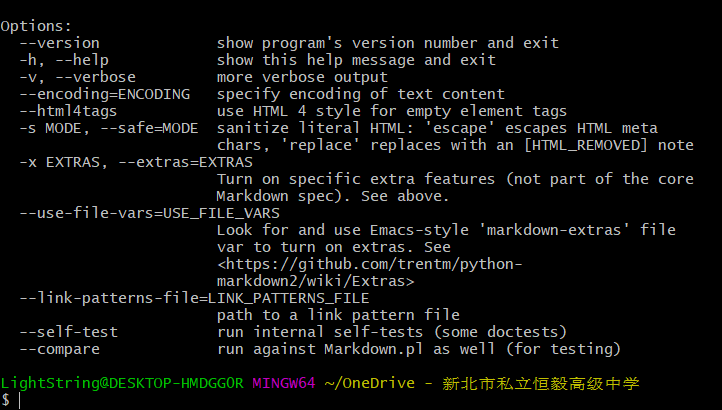 Options:
--version show program's version number and exit
-h, --help show this help message and exit
-v, --verbose more verbose output
--encoding=ENCODING specify encoding of text content
--html4tags use HTML 4 style for empty element tags
-s MODE, --safe=MODE sanitize literal HTML: 'escape' escapes HTML meta
chars, 'replace' replaces with an [HTML_REMOVED] note
-x EXTRAS, --extras=EXTRAS
Turn on specific extra features (not part of the core
Markdown spec). See above.
--use-file-vars=USE_FILE_VARS
Look for and use Emacs-style 'markdown-extras' file
var to turn on extras. See
<https://github.com/trentm/python-
markdown2/wiki/Extras>
--link-patterns-file=LINK_PATTERNS_FILE
path to a link pattern file
--self-test run internal self-tests (some doctests)
--compare run against Markdown.pl as well (for testing)
LightString@DESKTOP-HMDGG0R MINGW64 ~/OneDrive - 新北市私立恒毅高级中学
$